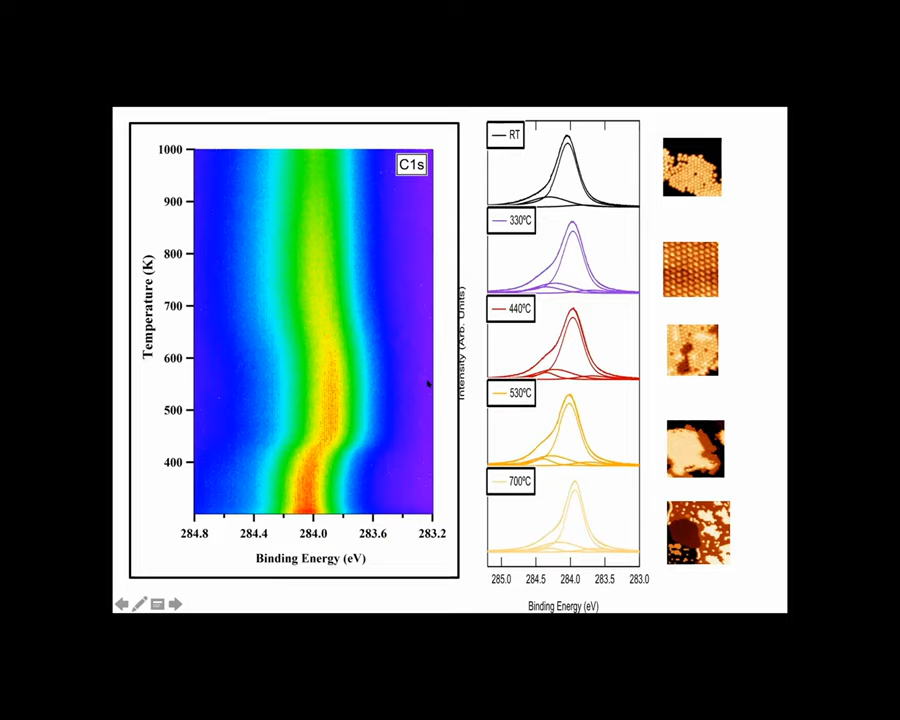 C1s
1000
900
800
700
600
500
400
Temperature (K)
284.8 284.4 284.0 283.6 283.2
Binding Energy (eV)
RT
330ºC
440ºC
530ºC
700ºC
Intensity (Arb. Units)
285.0 284.5 284.0 283.5 283.0
Binding Energy (eV)